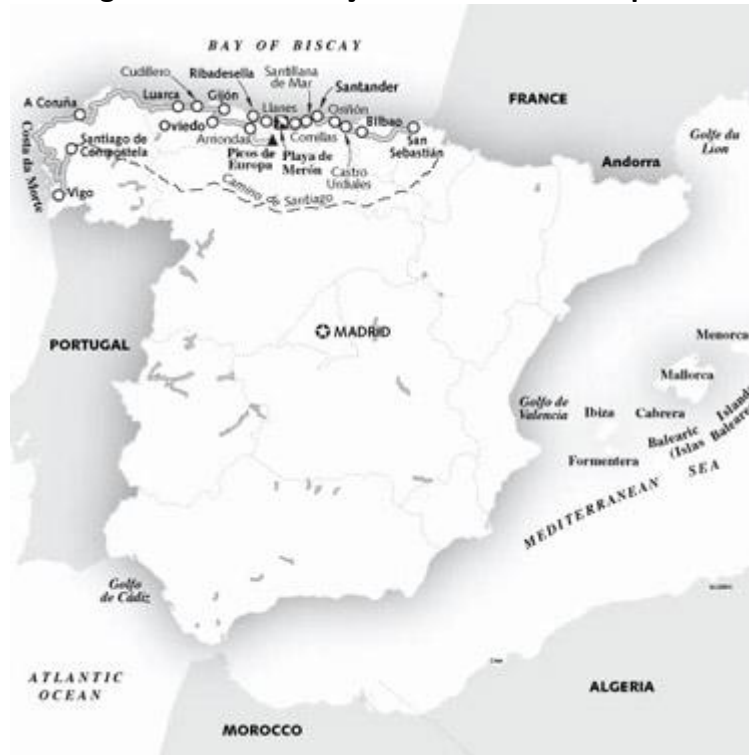 BAY OF BISCAY
Cudillero
Ribadesella
Santillana
de Mar
Santander
Luarca
Gijón
Llanes
Oriñón
A Coruña
Oviedo
Bilbao
FRANCE
Golfe du
Lion
Costa da Morte
Santiago de
Compostela
Arriondas
Comillas
San
Sebastián
Picos de
Europa
Playa de
Merón
Castro
Urdiales
Andorra
Vigo
Camino de Santiago
MADRID
PORTUGAL
Menorca
Mallorca
Golfo de
Valencia
Ibiza
Cabrera
Balearic Islands
(Islas Baleare
Formentera
MEDITERRANEAN SEA
Golfo
de Cádiz
ATLANTIC
OCEAN
ALGERIA
MOROCCO